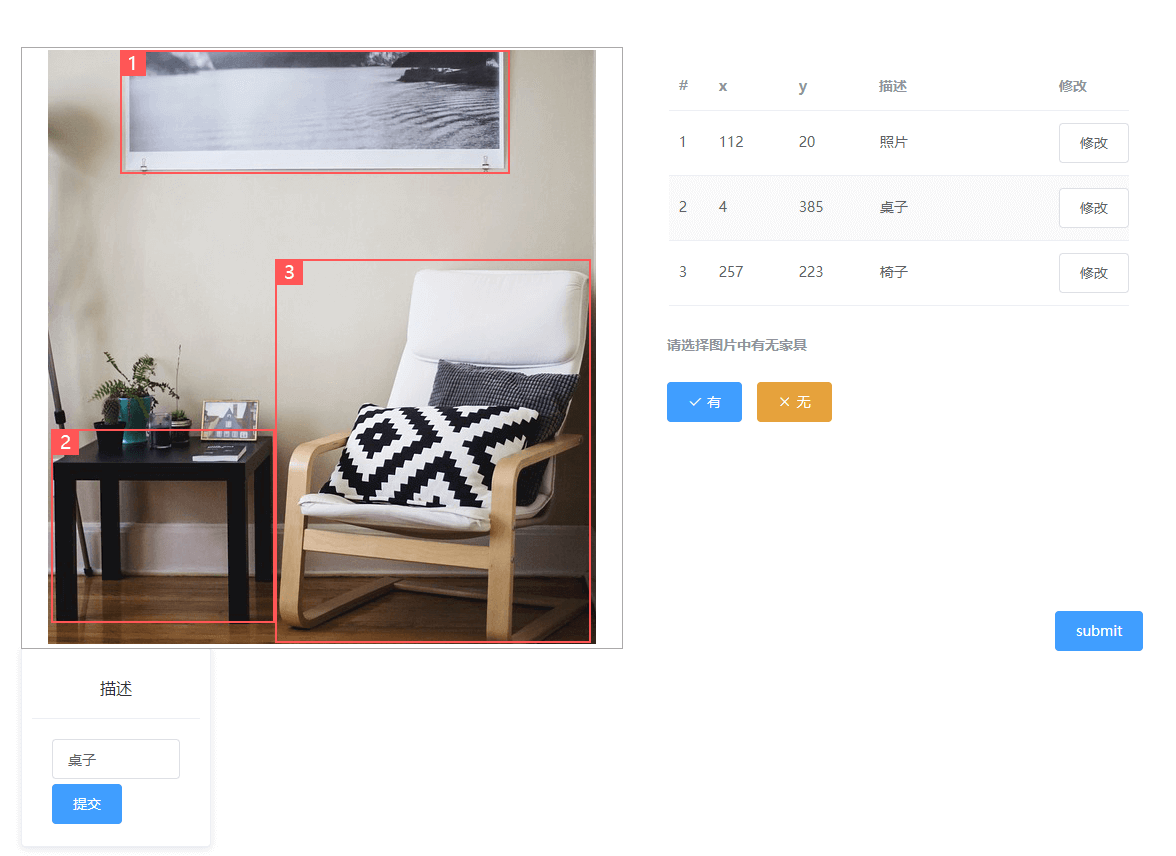 1
2
3
# x y 描述 修改
1 112 20 照片 修改
2 4 385 桌子 修改
3 257 223 椅子 修改
请选择图片中有无家具
✓ 有 × 无
submit
描述
桌子
提交